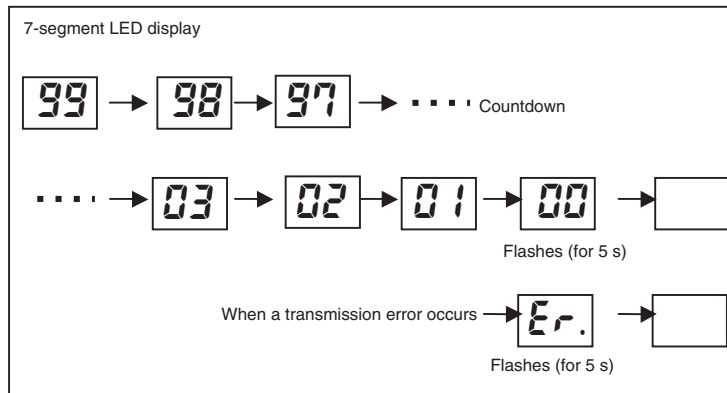 7-segment LED display
99 98 97 Countdown
03 02 01 00
Flashes (for 5 s)
When a transmission error occurs Er.
Flashes (for 5 s)